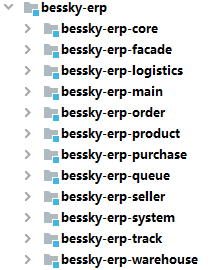 bessky-erp
bessky-erp-core
bessky-erp-facade
bessky-erp-logistics
bessky-erp-main
bessky-erp-order
bessky-erp-product
bessky-erp-purchase
bessky-erp-queue
bessky-erp-seller
bessky-erp-system
bessky-erp-track
bessky-erp-warehouse